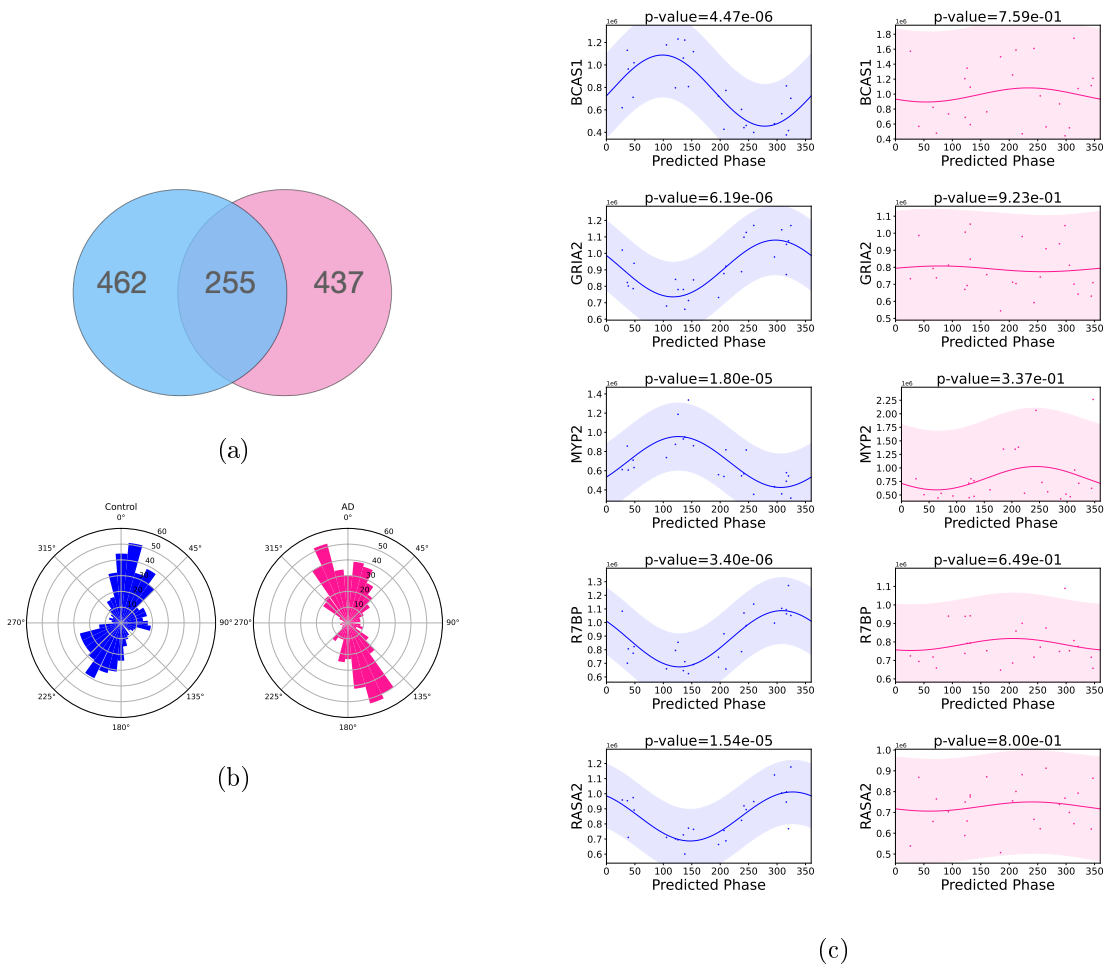 462 255 437
(a)
Control
0°
45°
90°
135°
180°
225°
270°
315°
10
30
40
50
60
AD
0°
45°
90°
135°
180°
225°
270°
315°
10
20
30
40
50
60
(b)
p-value=4.47e-06
1e6
BCAS1
1.2
1.0
0.8
0.6
0.4
0 50 100 150 200 250 300 350
Predicted Phase
p-value=7.59e-01
1e6
BCAS1
1.8
1.6
1.4
1.2
1.0
0.8
0.6
0.4
0 50 100 150 200 250 300 350
Predicted Phase
p-value=6.19e-06
1e6
GRIA2
1.2
1.1
1.0
0.9
0.8
0.7
0.6
0 50 100 150 200 250 300 350
Predicted Phase
p-value=9.23e-01
1e6
GRIA2
1.1
1.0
0.9
0.8
0.7
0.6
0.5
0 50 100 150 200 250 300 350
Predicted Phase
p-value=1.80e-05
1e6
MYP2
1.4
1.2
1.0
0.8
0.6
0.4
0 50 100 150 200 250 300 350
Predicted Phase
p-value=3.37e-01
1e6
MYP2
2.25
2.00
1.75
1.50
1.25
1.00
0.75
0.50
0 50 100 150 200 250 300 350
Predicted Phase
p-value=3.40e-06
1e6
R7BP
1.3
1.2
1.1
1.0
0.9
0.8
0.7
0.6
0 50 100 150 200 250 300 350
Predicted Phase
p-value=6.49e-01
1e6
R7BP
1.1
1.0
0.9
0.8
0.7
0.6
0 50 100 150 200 250 300 350
Predicted Phase
p-value=1.54e-05
1e6
RASA2
1.3
1.2
1.1
1.0
0.9
0.8
0.7
0.6
0 50 100 150 200 250 300 350
Predicted Phase
p-value=8.00e-01
1e6
RASA2
1.0
0.9
0.8
0.7
0.6
0.5
0 50 100 150 200 250 300 350
Predicted Phase
(c)